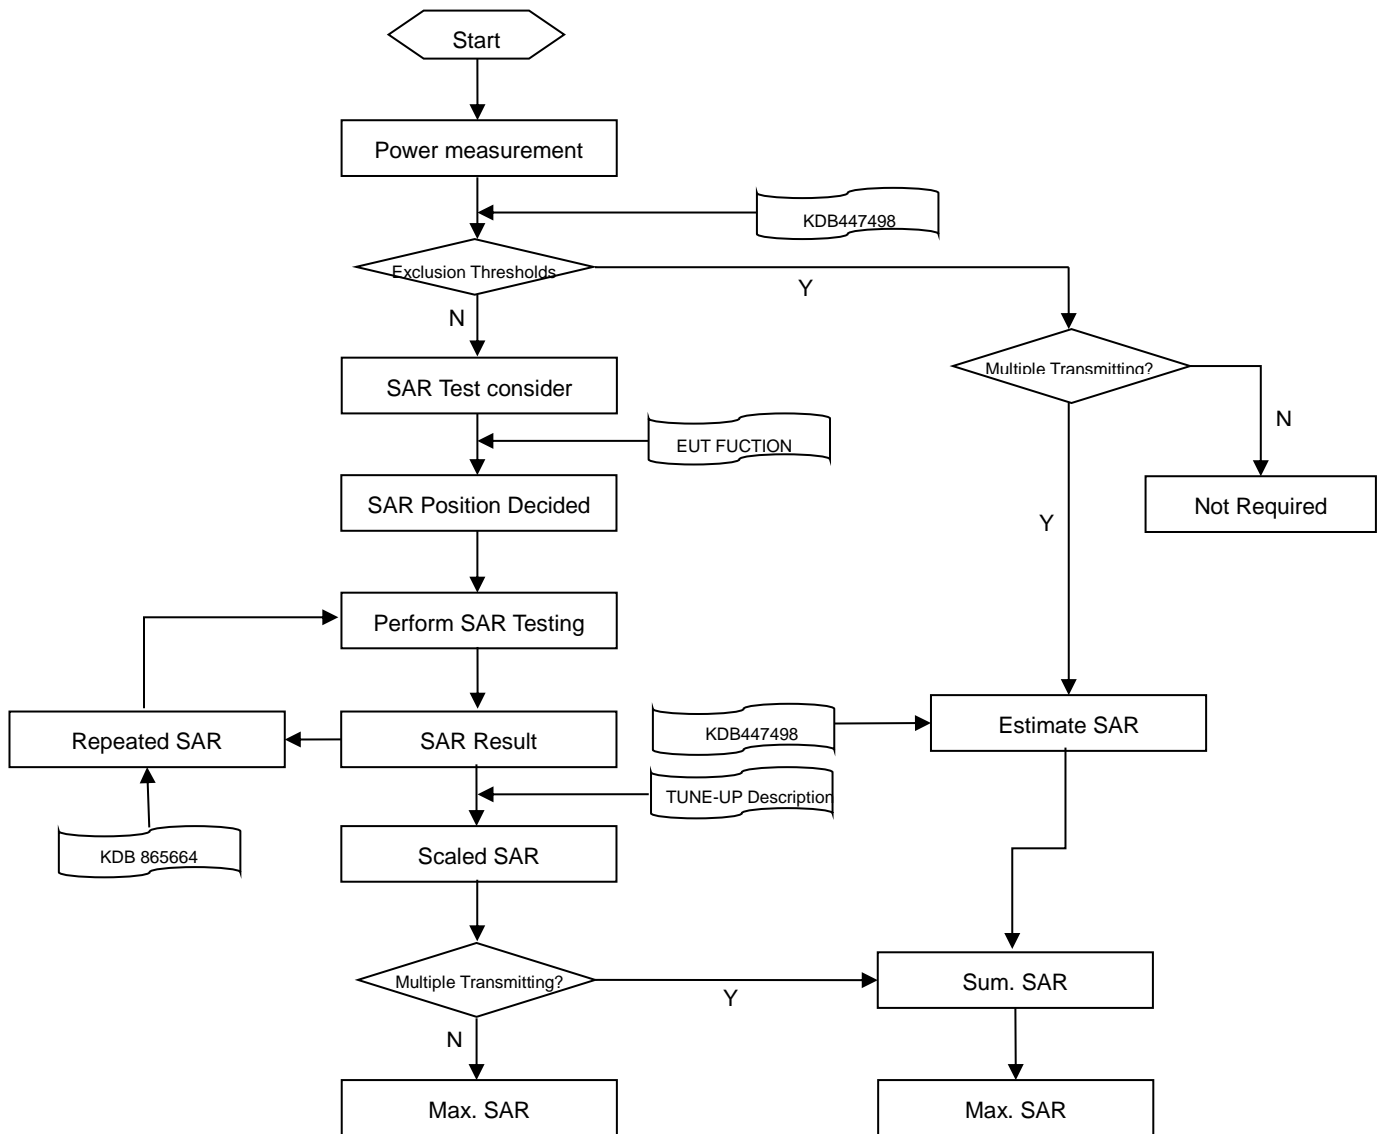 Start
Power measurement
KDB447498
Exclusion Thresholds
Y
N
Multiple Transmitting?
SAR Test consider
N
EUT FUCTION
SAR Position Decided
Not Required
Y
Perform SAR Testing
Repeated SAR
SAR Result
KDB447498
Estimate SAR
TUNE-UP Description
KDB 865664
Scaled SAR
Multiple Transmitting?
Y
Sum. SAR
N
Max. SAR
Max. SAR